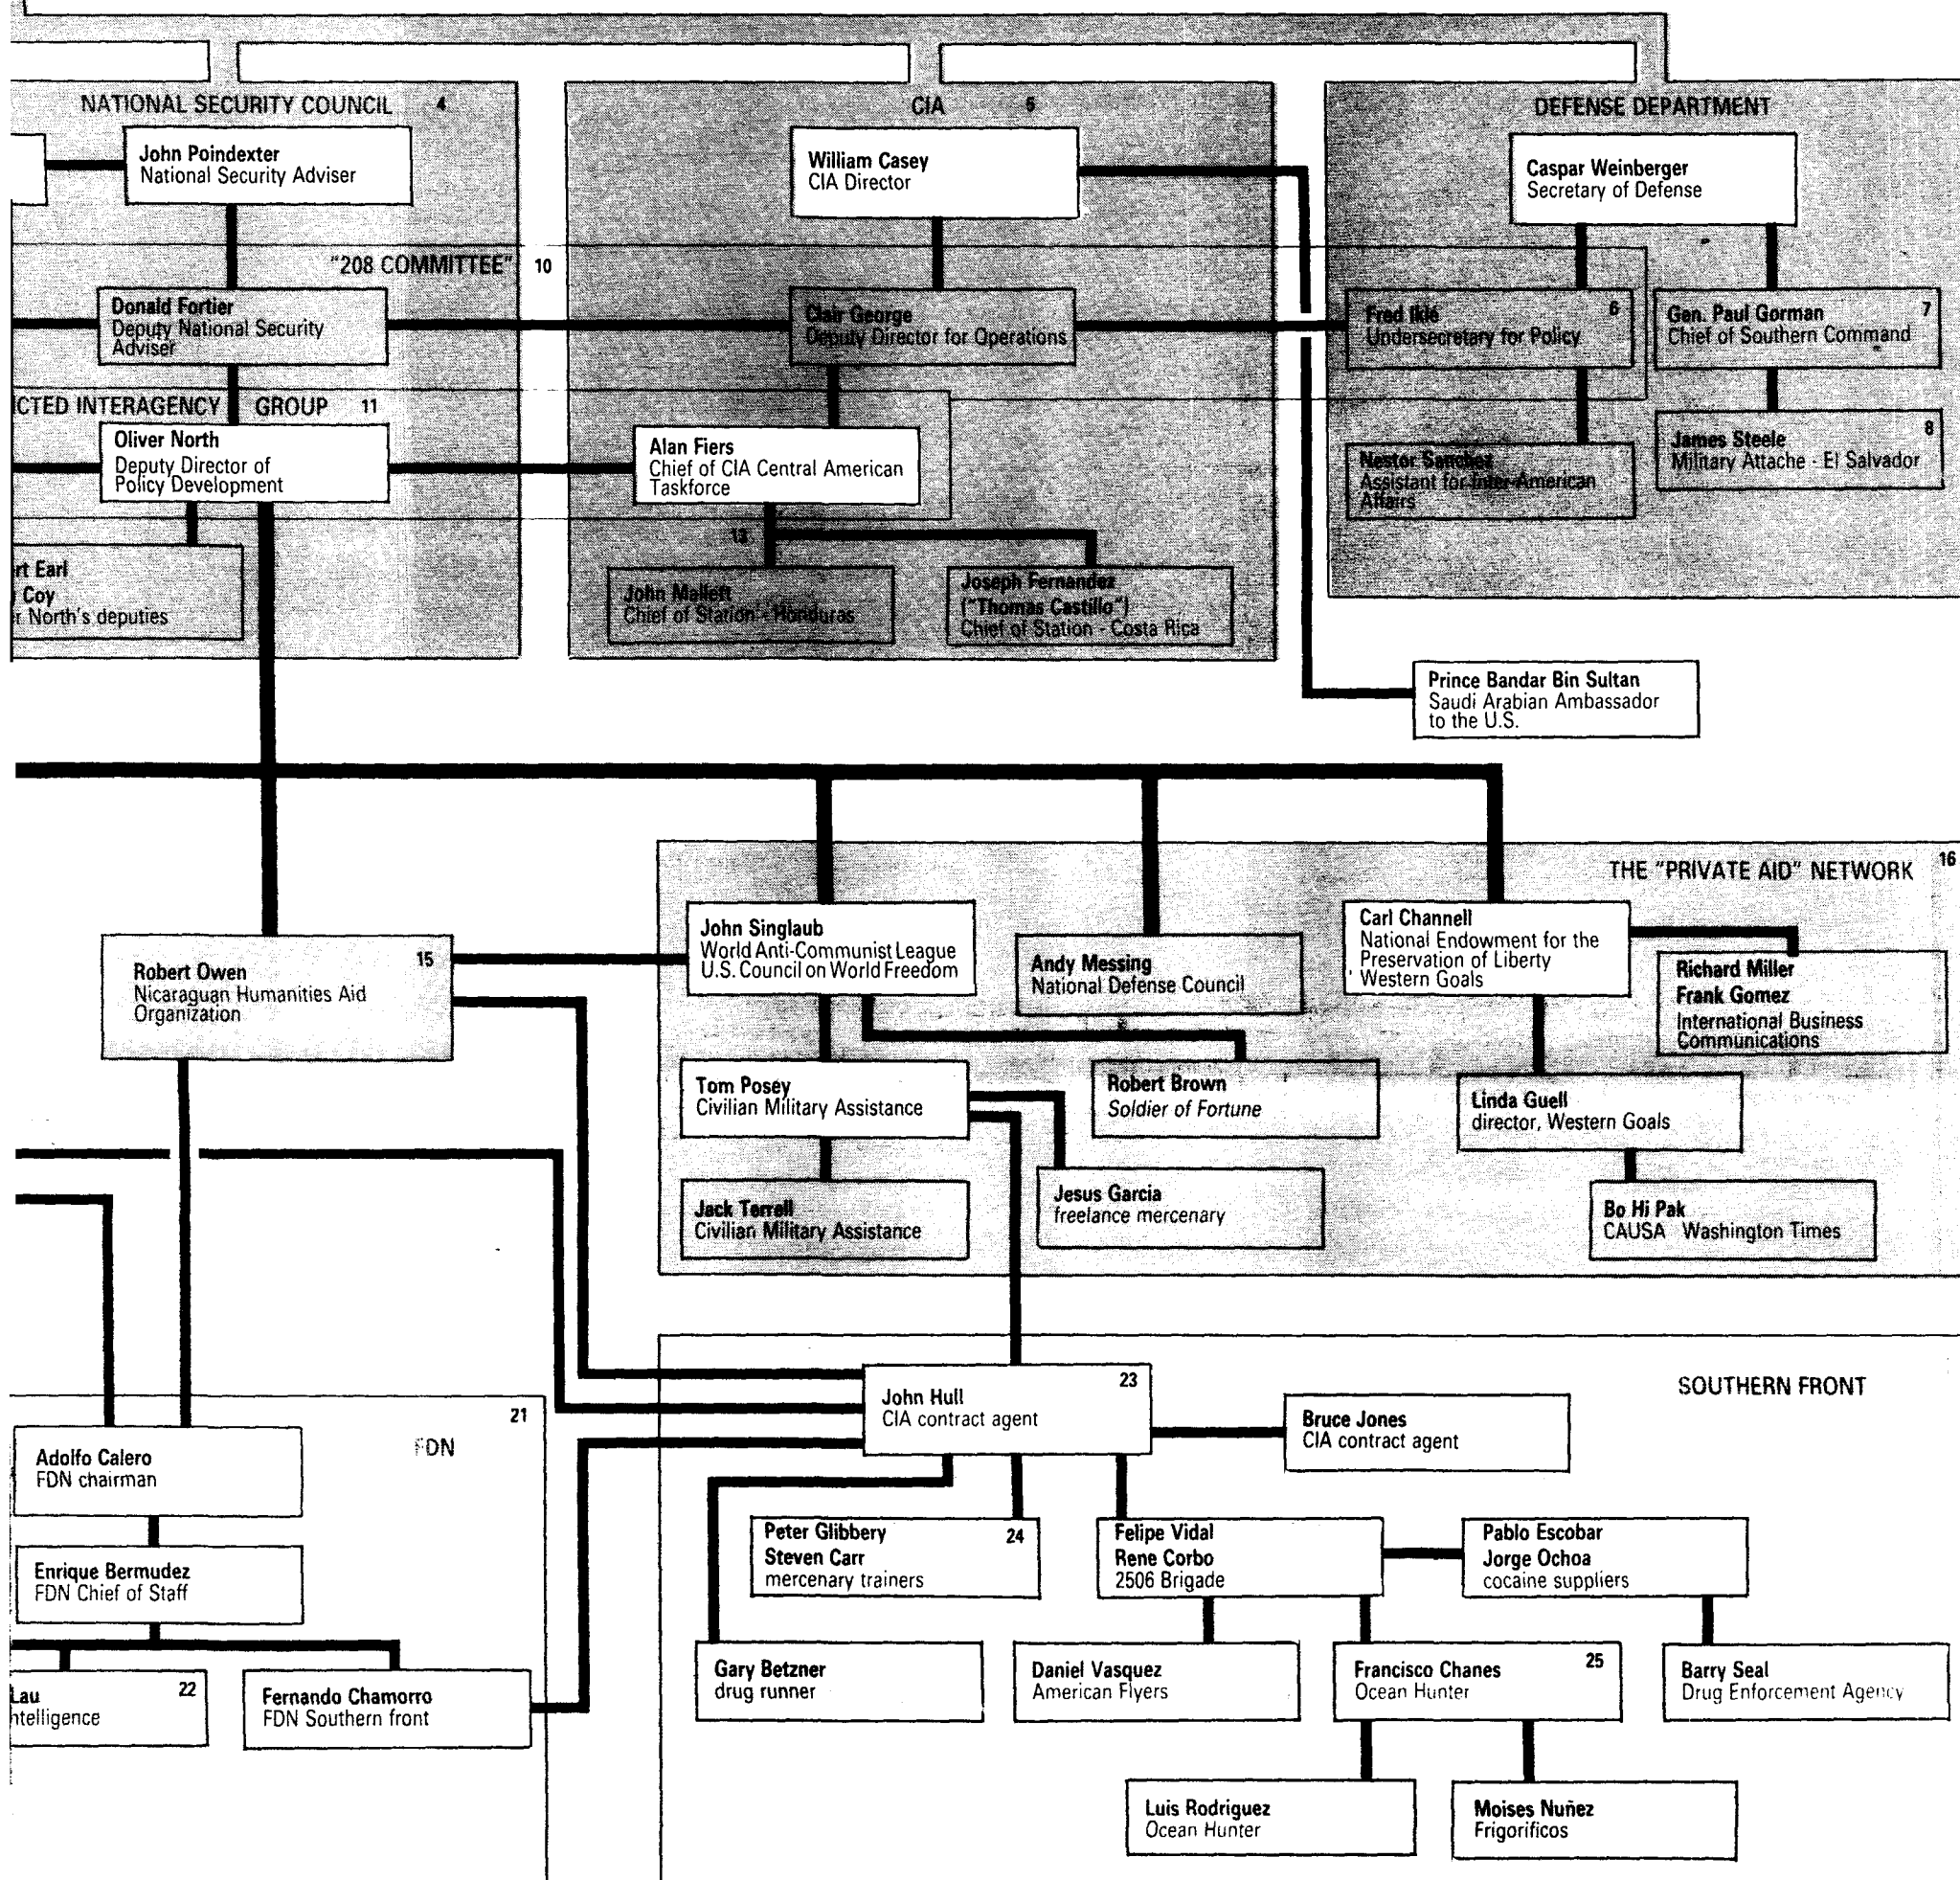 NATIONAL SECURITY COUNCIL 4
John Poindexter
National Security Adviser
CIA 5
William Casey
CIA Director
DEFENSE DEPARTMENT
Caspar Weinberger
Secretary of Defense
"208 COMMITTEE" 10
Donald Fortier
Deputy National Security
Adviser
Clair George
Deputy Director for Operations
Fred Iklé 6
Undersecretary for Policy
Gen. Paul Gorman 7
Chief of Southern Command
ICTED INTERAGENCY GROUP 11
Oliver North
Deputy Director of
Policy Development
Alan Fiers
Chief of CIA Central American
Taskforce
Nestor Sanchez
Assistant for Inter-American
Affairs
James Steele 8
Military Attache - El Salvador
rt Earl
Coy
r North's deputies
13
John Mallett
Chief of Station - Honduras
Joseph Fernandez
("Thomas Castillo")
Chief of Station - Costa Rica
Prince Bandar Bin Sultan
Saudi Arabian Ambassador
to the U.S.
THE "PRIVATE AID" NETWORK 16
Robert Owen 15
Nicaraguan Humanities Aid
Organization
John Singlaub
World Anti-Communist League
U.S. Council on World Freedom
Andy Messing
National Defense Council
Carl Channell
National Endowment for the
Preservation of Liberty
Western Goals
Richard Miller
Frank Gomez
International Business
Communications
Tom Posey
Civilian Military Assistance
Robert Brown
Soldier of Fortune
Linda Guell
director, Western Goals
Jack Terrell
Civilian Military Assistance
Jesus Garcia
freelance mercenary
Bo Hi Pak
CAUSA Washington Times
SOUTHERN FRONT
John Hull 23
CIA contract agent
Bruce Jones
CIA contract agent
21
FDN
Adolfo Calero
FDN chairman
Enrique Bermudez
FDN Chief of Staff
Lau 22
ntelligence
Fernando Chamorro
FDN Southern front
Peter Glibbery 24
Steven Carr
mercenary trainers
Felipe Vidal
Rene Corbo
2506 Brigade
Pablo Escobar
Jorge Ochoa
cocaine suppliers
Gary Betzner
drug runner
Daniel Vasquez
American Flyers
Francisco Chanes 25
Ocean Hunter
Barry Seal
Drug Enforcement Agency
Luis Rodriguez
Ocean Hunter
Moises Nuñez
Frigorificos